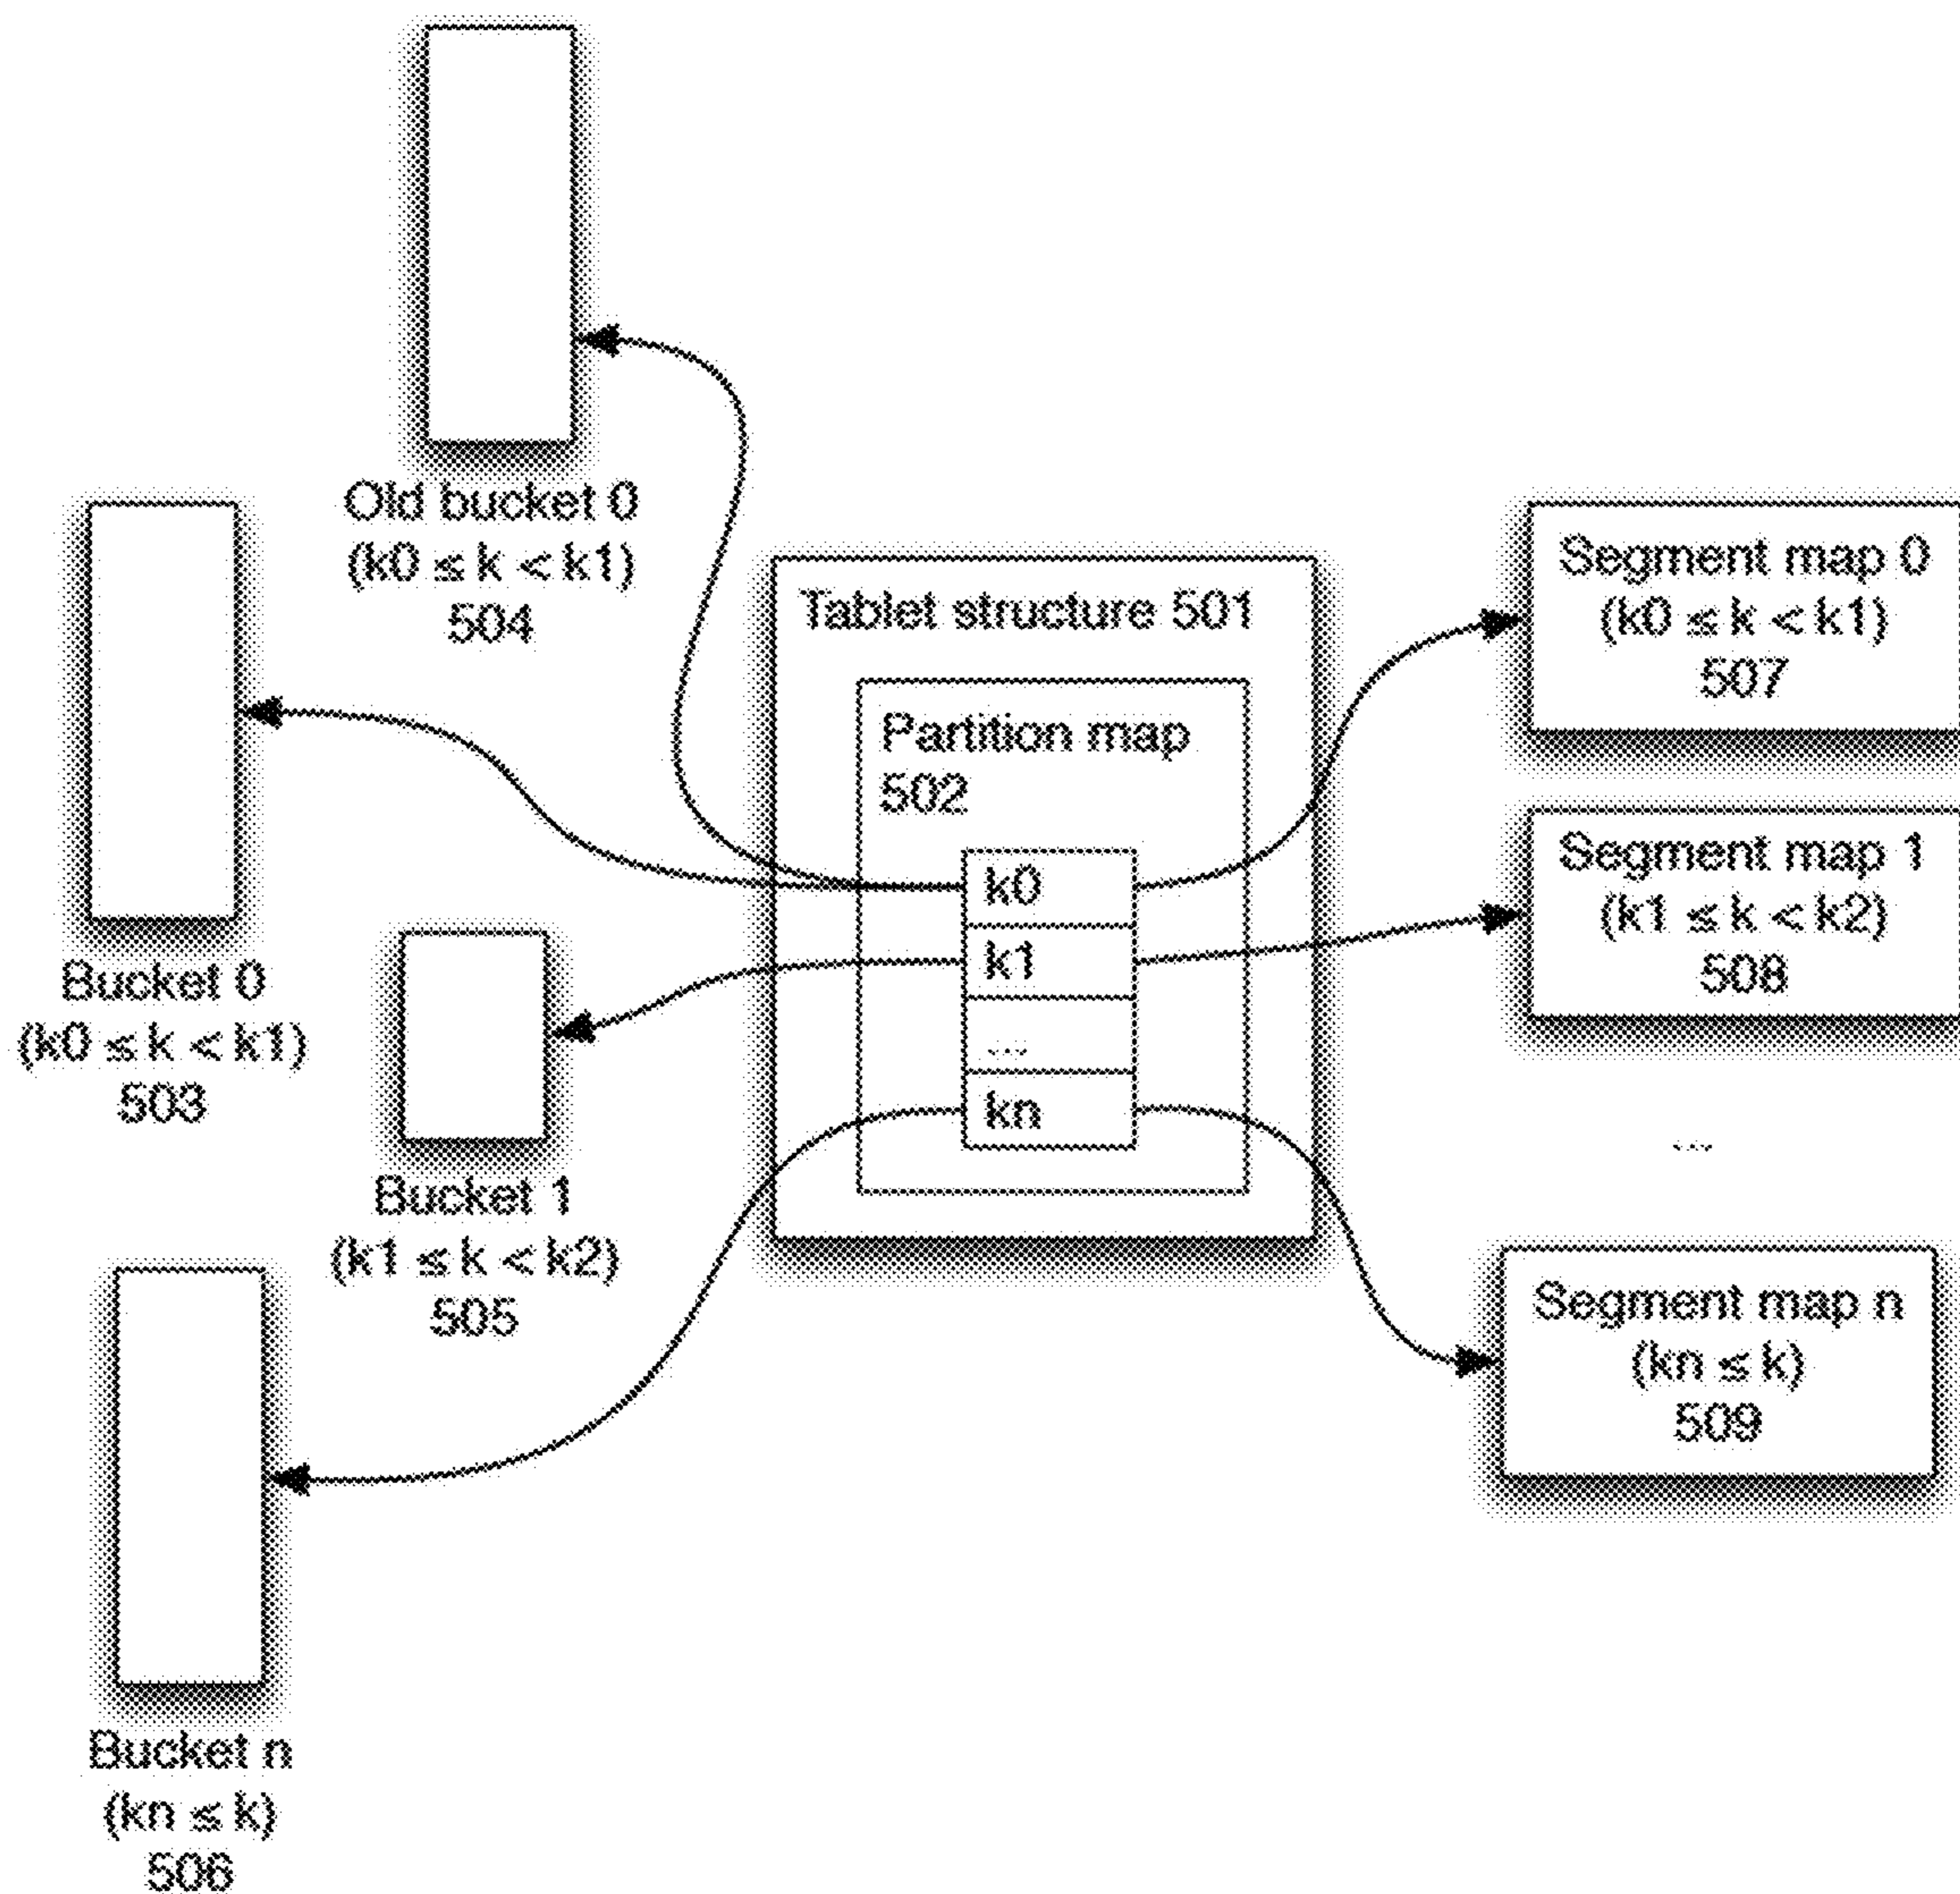 Old bucket 0
(k0 ≤ k < k1)
504
Bucket 0
(k0 ≤ k < k1)
503
Bucket 1
(k1 ≤ k < k2)
505
Bucket n
(kn ≤ k)
506
Tablet structure 501
Partition map
502
k0
k1
...
kn
Segment map 0
(k0 ≤ k < k1)
507
Segment map 1
(k1 ≤ k < k2)
508
...
Segment map n
(kn ≤ k)
509